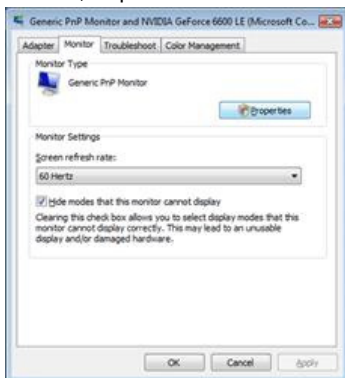 Generic PnP Monitor and NVIDIA GeForce 6600 LE (Microsoft Co...
Adapter Monitor Troubleshoot Color Management
Monitor Type
Generic PnP Monitor
Properties
Monitor Settings
Screen refresh rate:
60 Hertz
Hide modes that this monitor cannot display
Clearing this check box allows you to select display modes that this
monitor cannot display correctly. This may lead to an unusable
display and/or damaged hardware.
OK Cancel Apply